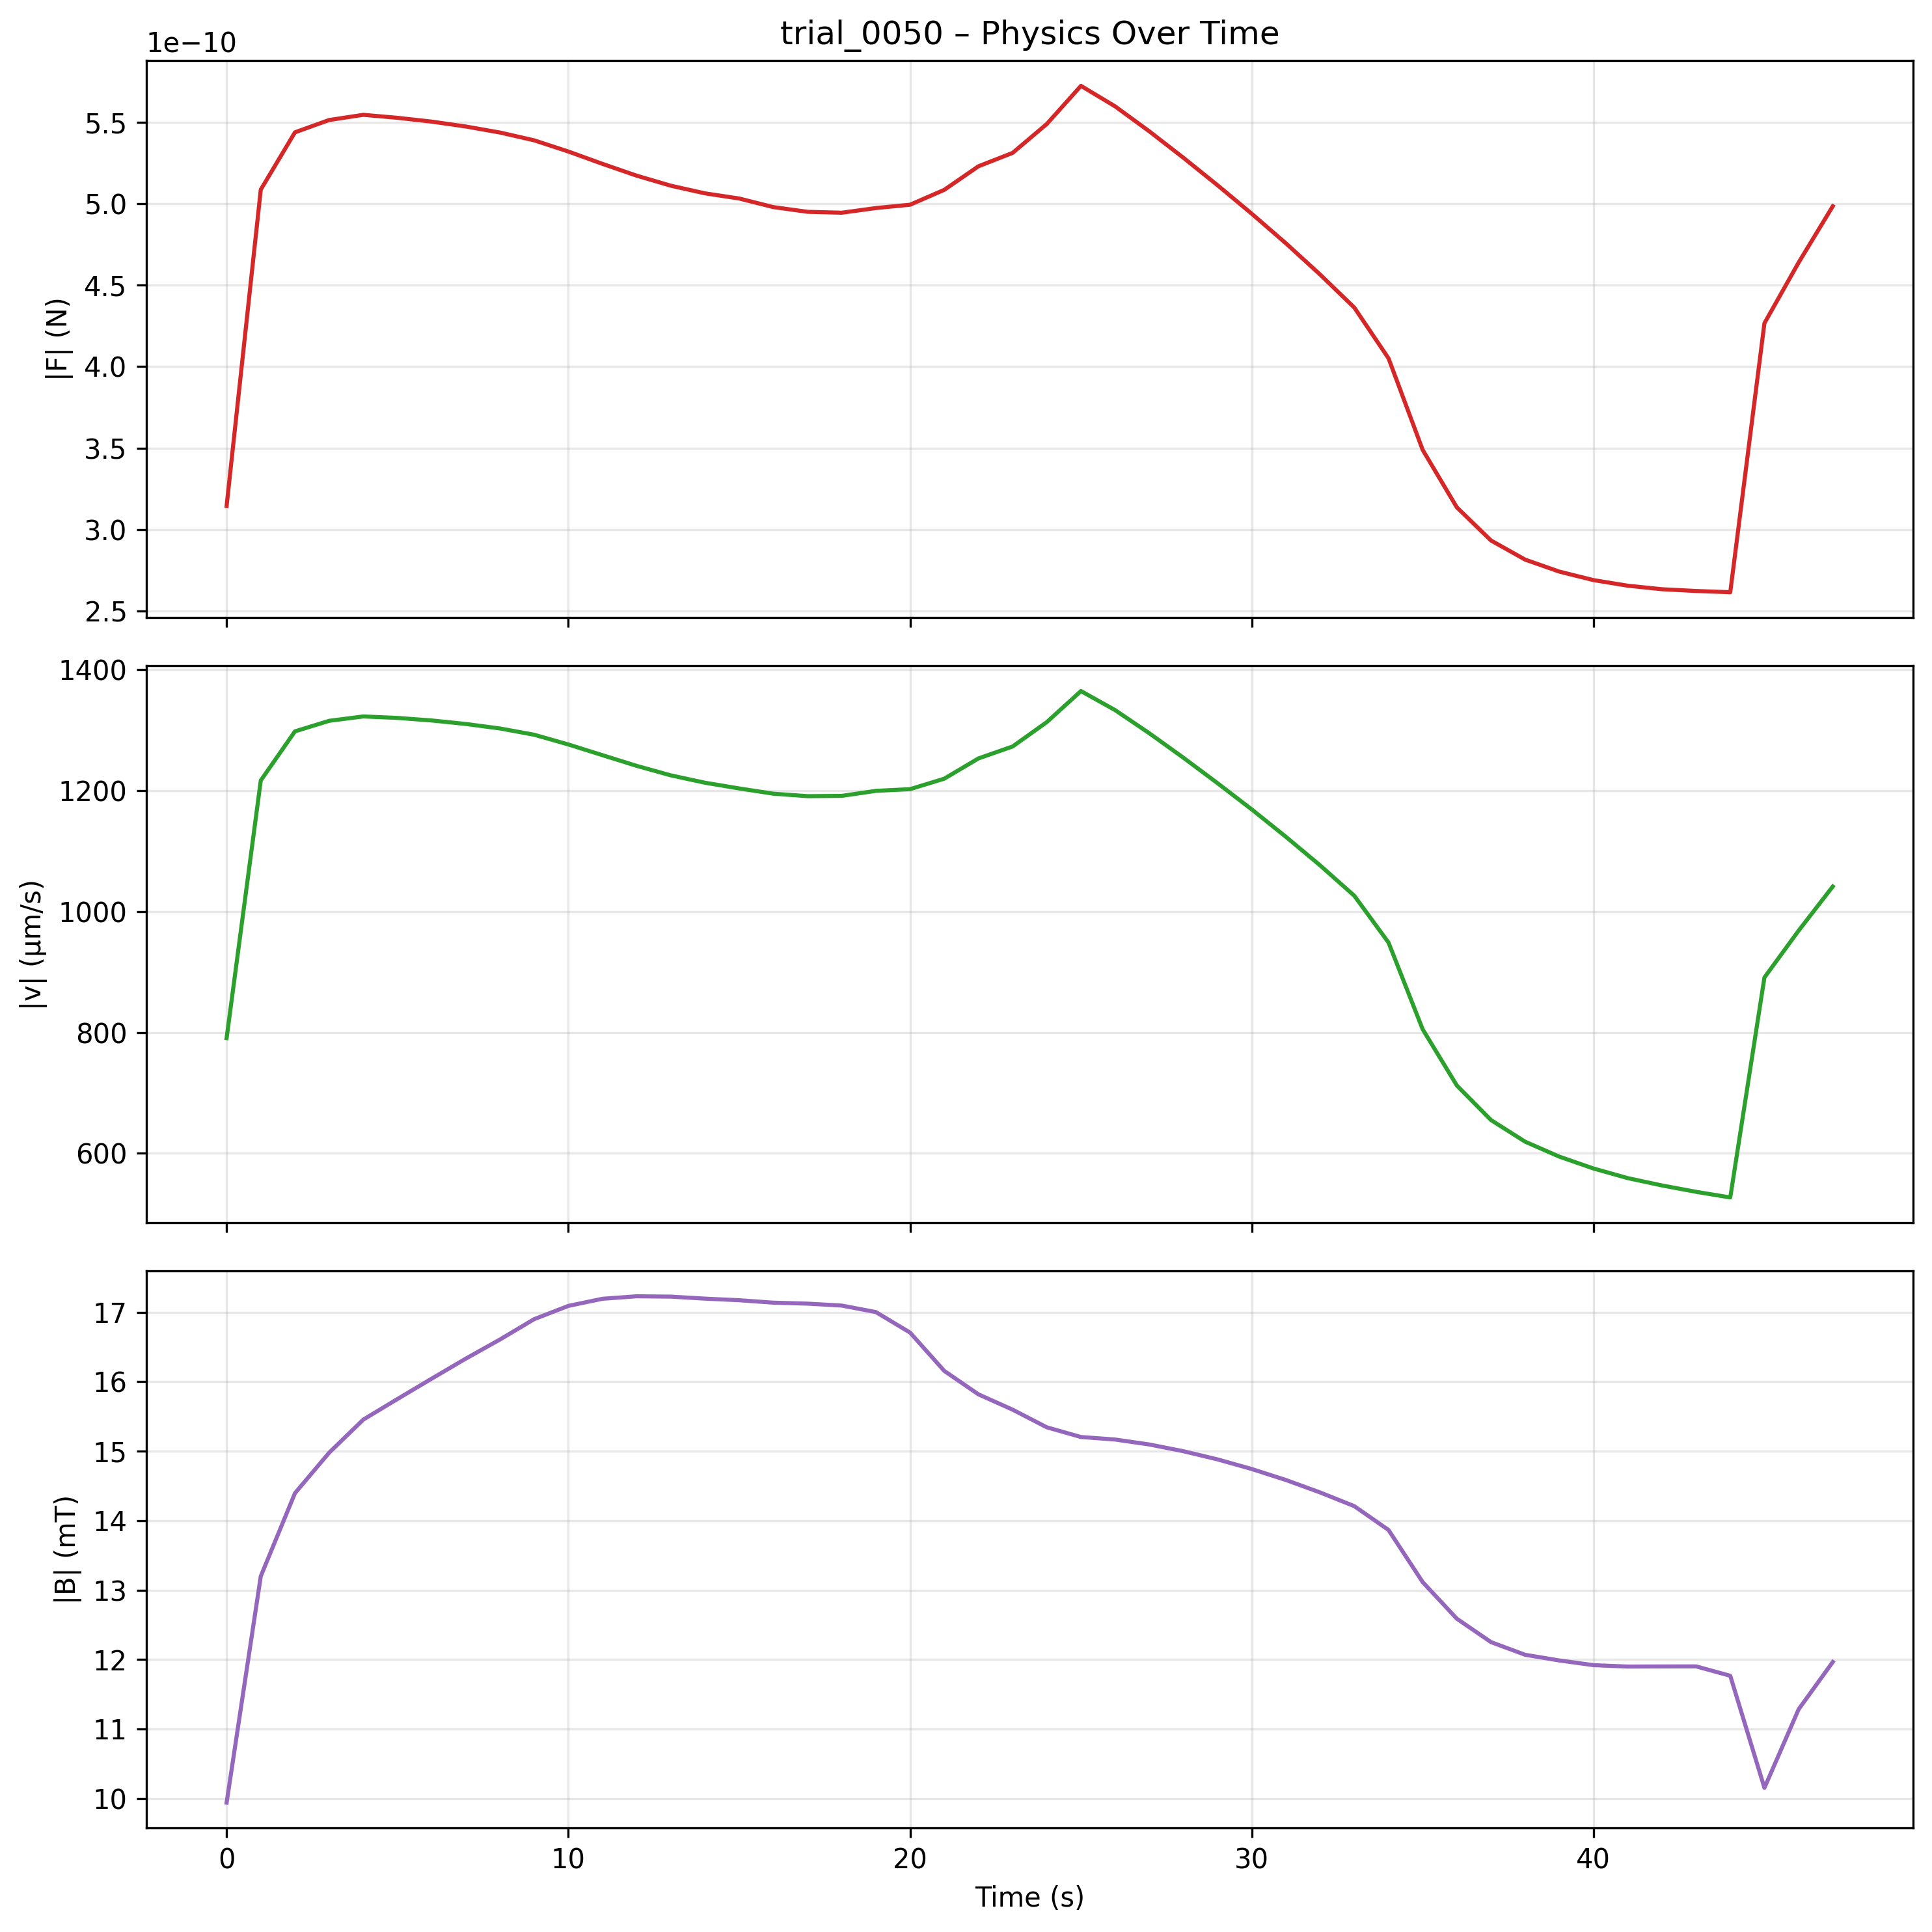 trial_0050 – Physics Over Time
1e−10
5.5
5.0
4.5
4.0
3.5
3.0
2.5
|F| (N)
1400
1200
1000
800
600
|v| (µm/s)
17
16
15
14
13
12
11
10
|B| (mT)
0 10 20 30 40
Time (s)